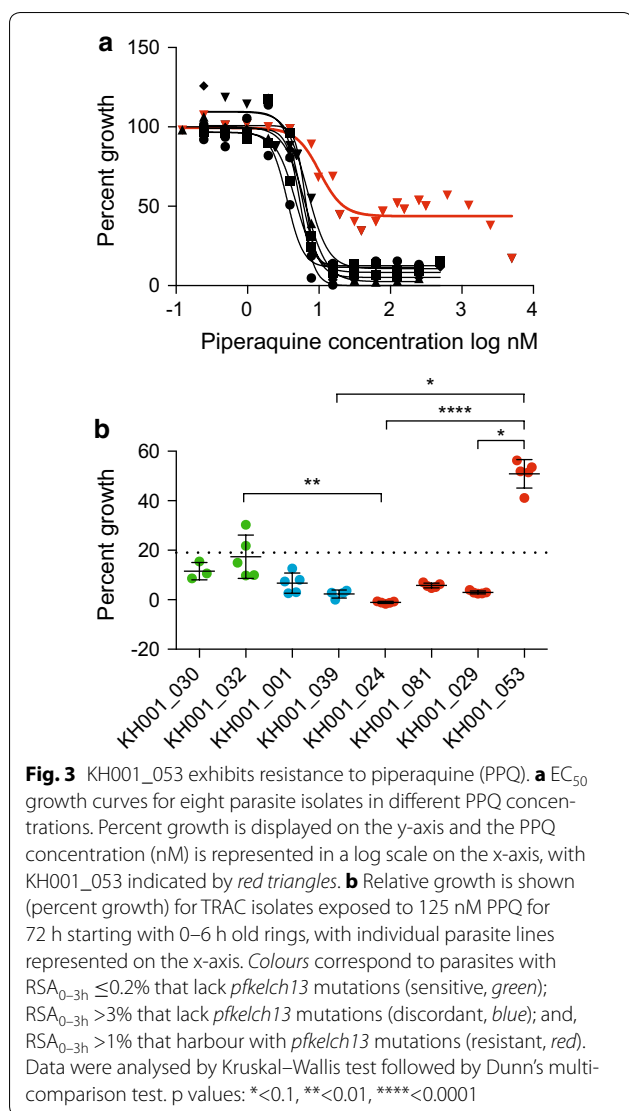 a
150
100
50
0
Percent growth
-1 0 1 2 3 4
Piperaquine concentration log nM
*
****
*
**
b
60
40
20
0
-20
Percent growth
KH001_030
KH001_032
KH001_001
KH001_039
KH001_024
KH001_081
KH001_029
KH001_053
Fig. 3 KH001_053 exhibits resistance to piperaquine (PPQ). a EC50
growth curves for eight parasite isolates in different PPQ concen-
trations. Percent growth is displayed on the y-axis and the PPQ
concentration (nM) is represented in a log scale on the x-axis, with
KH001_053 indicated by red triangles. b Relative growth is shown
(percent growth) for TRAC isolates exposed to 125 nM PPQ for
72 h starting with 0–6 h old rings, with individual parasite lines
represented on the x-axis. Colours correspond to parasites with
RSA0–3h ≤0.2% that lack pfkelch13 mutations (sensitive, green);
RSA0–3h >3% that lack pfkelch13 mutations (discordant, blue); and,
RSA0–3h >1% that harbour with pfkelch13 mutations (resistant, red).
Data were analysed by Kruskal–Wallis test followed by Dunn's multi-
comparison test. p values: *<0.1, **<0.01, ****<0.0001